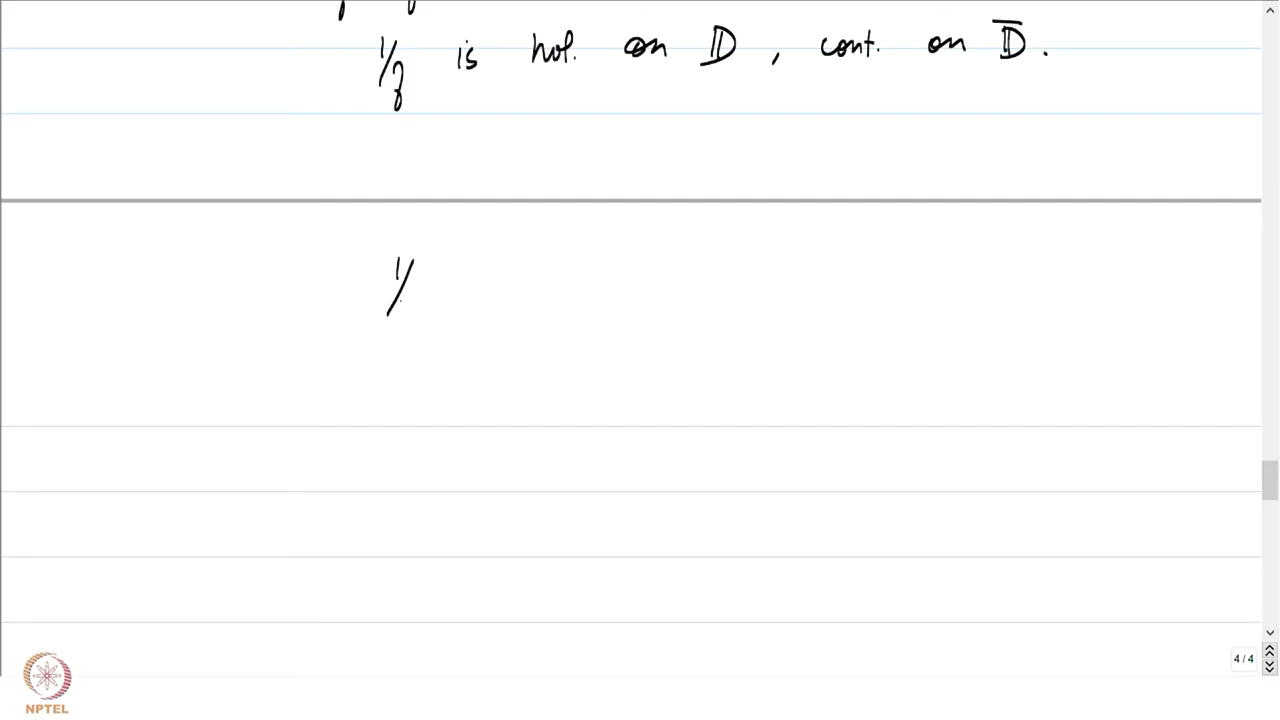 1/f is hol. on 𝔻, cont. on 𝔻̅.
1/
4 / 4
NPTEL